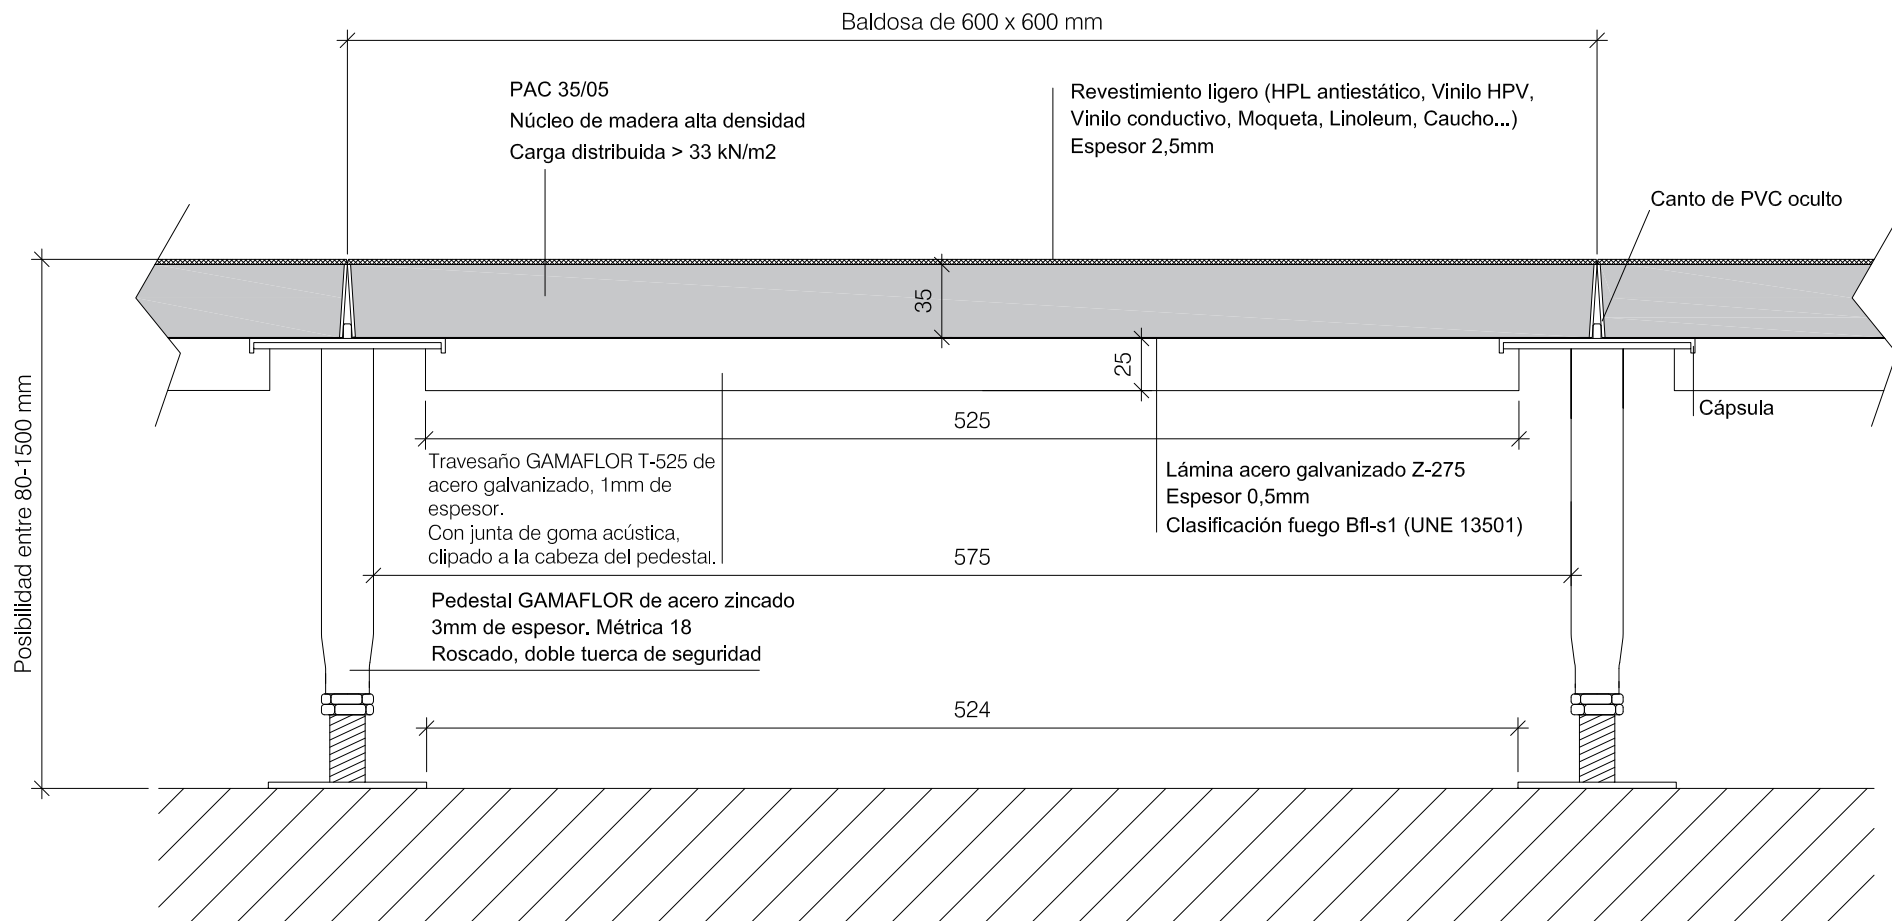 Baldosa de 600 x 600 mm
PAC 35/05
Núcleo de madera alta densidad
Carga distribuida > 33 kN/m2
Revestimiento ligero (HPL antiestático, Vinilo HPV,
Vinilo conductivo, Moqueta, Linoleum, Caucho...)
Espesor 2,5mm
Canto de PVC oculto
35
25
Cápsula
525
Travesaño GAMAFLOR T-525 de
acero galvanizado, 1mm de
espesor.
Con junta de goma acústica,
clipado a la cabeza del pedestal.
Lámina acero galvanizado Z-275
Espesor 0,5mm
Clasificación fuego Bfl-s1 (UNE 13501)
575
Pedestal GAMAFLOR de acero zincado
3mm de espesor. Métrica 18
Roscado, doble tuerca de seguridad
524
Posibilidad entre 80-1500 mm